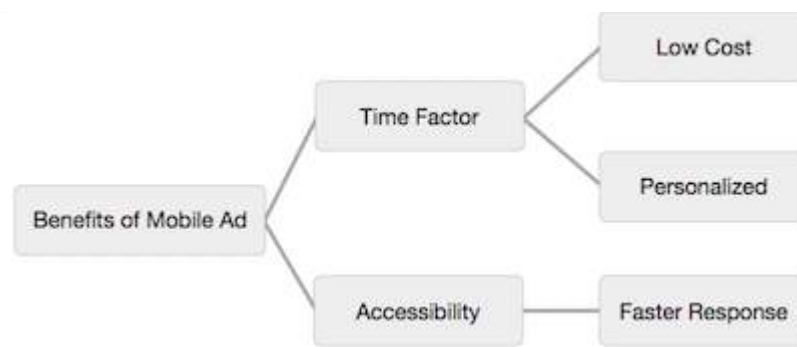 Low Cost
Time Factor
Personalized
Benefits of Mobile Ad
Accessibility
Faster Response